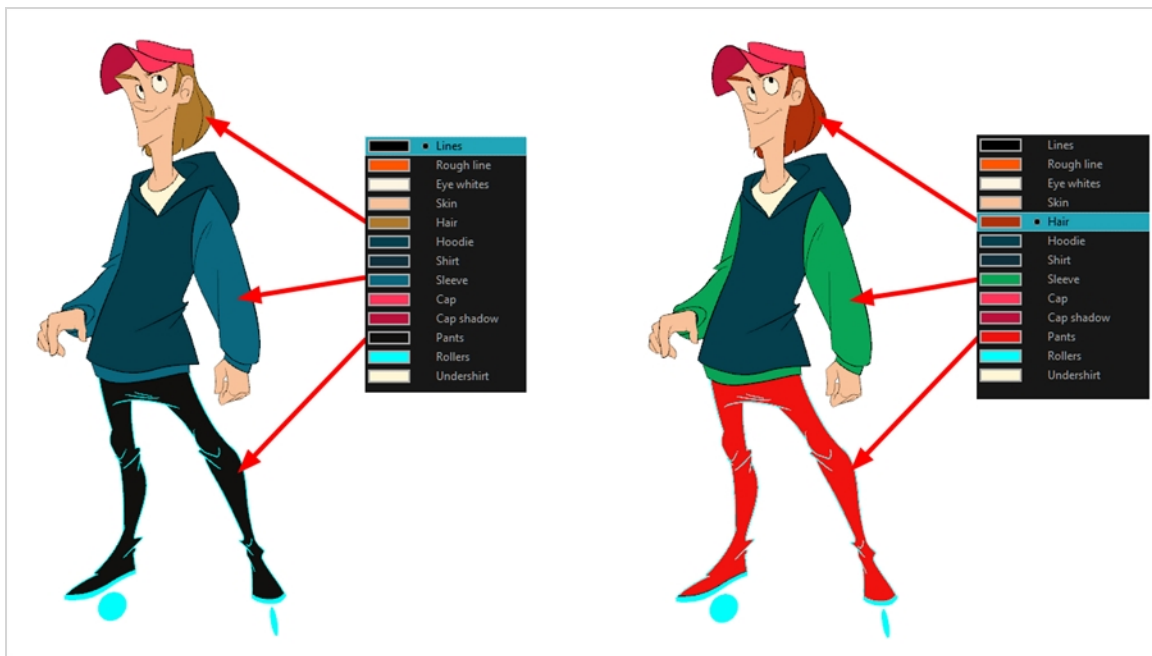 Lines
Rough line
Eye whites
Skin
Hair
Hoodie
Shirt
Sleeve
Cap
Cap shadow
Pants
Rollers
Undershirt
Lines
Rough line
Eye whites
Skin
Hair
Hoodie
Shirt
Sleeve
Cap
Cap shadow
Pants
Rollers
Undershirt